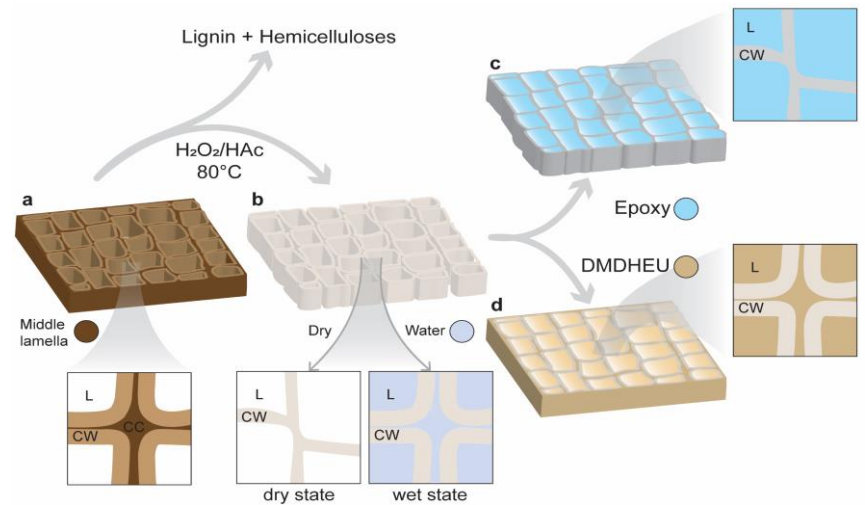 Lignin + Hemicelluloses
H₂O₂/HAc
80°C
a
b
c
L
CW
Epoxy
DMDHEU
d
L
CW
Middle
lamella
Dry
Water
L
CC
CW
L
CW
L
CW
dry state
wet state